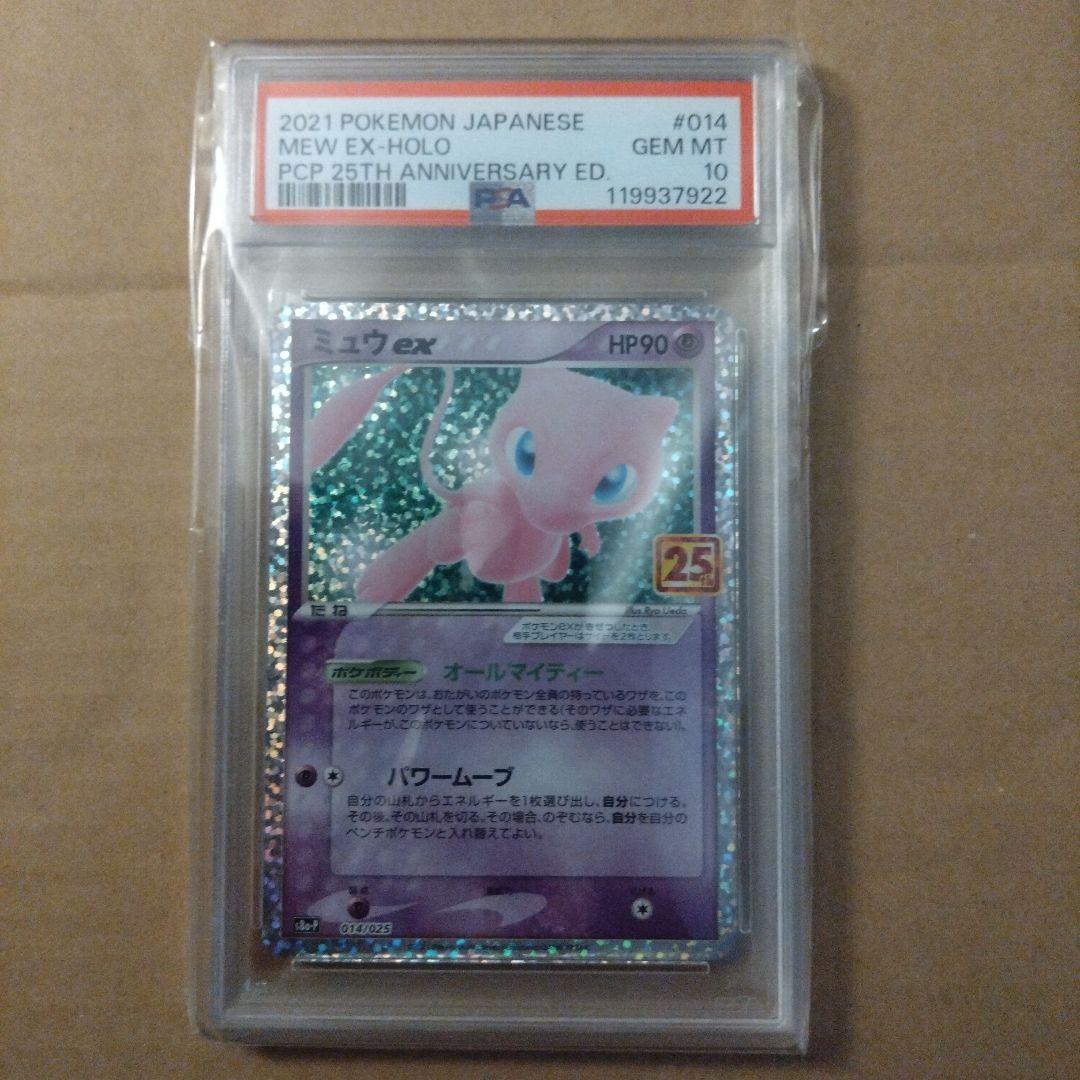 2021 POKEMON JAPANESE #014
MEW EX-HOLO GEM MT
PCP 25TH ANNIVERSARY ED. 10
PSA 119937922
ミュウex HP90
25th
たね
illus. Ryo Ueda
ポケモンexがきぜつしたとき、
相手プレイヤーはサイドを2枚とります。
ポケボディー オールマイティー
このポケモンは、おたがいのポケモン全員の持っているワザを、この
ポケモンのワザとして使うことができる(そのワザに必要なエネ
ルギーが、このポケモンについていないなら、使うことはできない)。
パワームーブ
自分の山札からエネルギーを1枚選び出し、自分につける。
その後、その山札を切る。その場合、のぞむなら、自分を自分の
ベンチポケモンと入れ替えてよい。
弱点
s8a-P 014/025